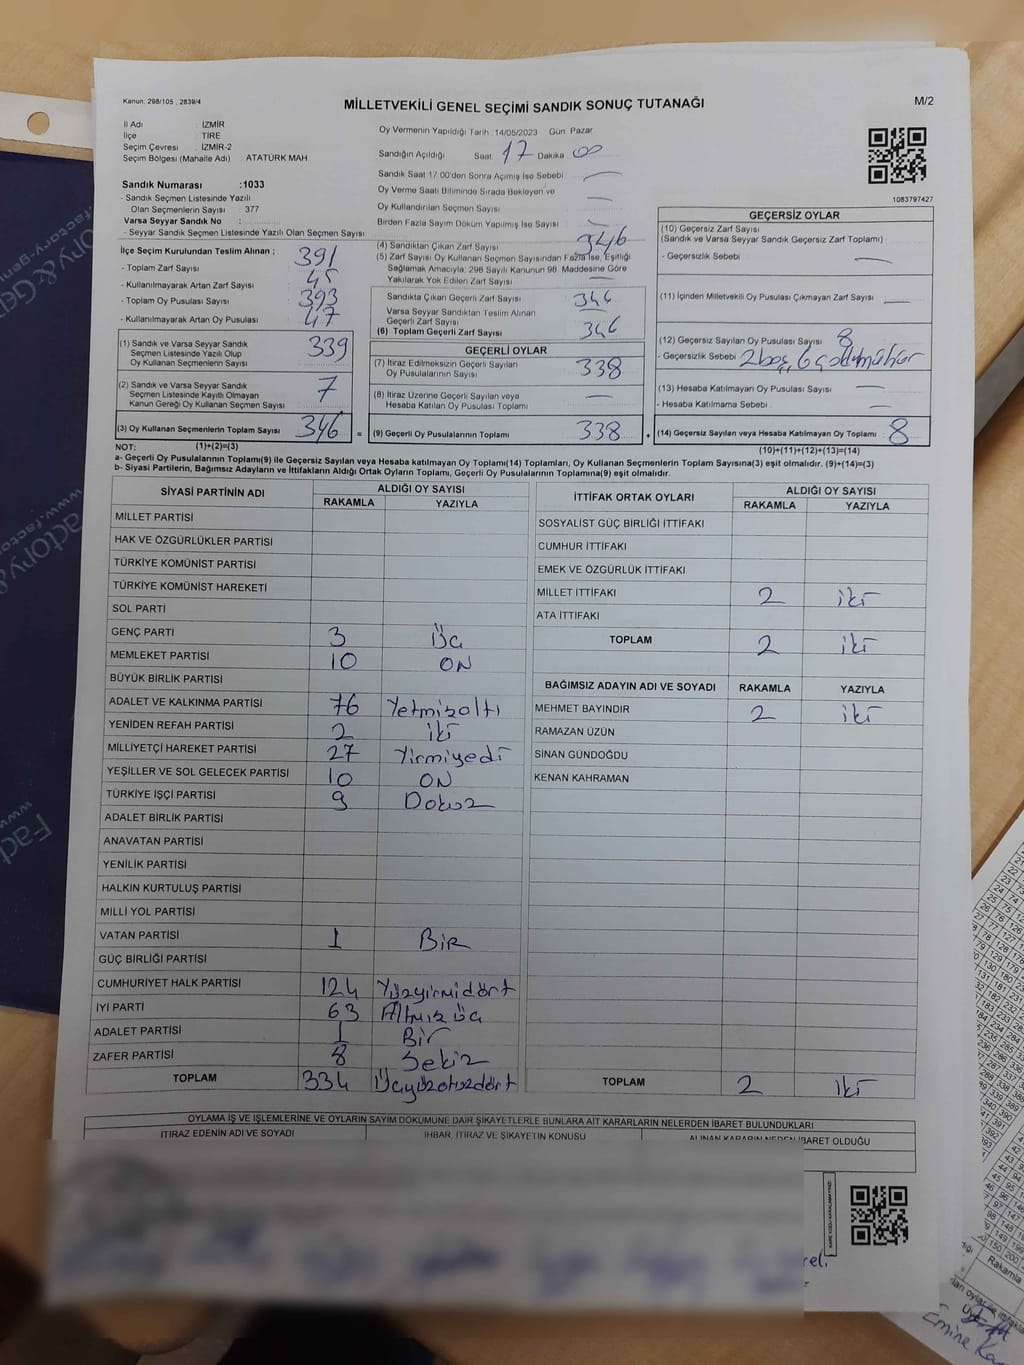 Kanun: 298/105 , 2839/4
MİLLETVEKİLİ GENEL SEÇİMİ SANDIK SONUÇ TUTANAĞI
M/2
İl Adı : İZMİR
İlçe : TİRE
Seçim Çevresi : İZMİR-2
Seçim Bölgesi (Mahalle Adı) : ATATÜRK MAH
Sandık Numarası :1033
- Sandık Seçmen Listesinde Yazılı
Olan Seçmenlerin Sayısı : 377
Varsa Seyyar Sandık No :
- Seyyar Sandık Seçmen Listesinde Yazılı Olan Seçmen Sayısı:
Oy Vermenin Yapıldığı Tarih :14/05/2023 Gün Pazar
Sandığın Açıldığı Saat 17 Dakika 00
Sandık Saat 17.00'den Sonra Açımış İse Sebebi
Oy Verme Saati Bitiminde Sırada Bekleyen ve
Oy Kullandırılan Seçmen Sayısı
Birden Fazla Sayım Döküm Yapılmış İse Sayısı
1083797427
İlçe Seçim Kurulundan Teslim Alınan ;
- Toplam Zarf Sayısı 391
- Kullanılmayarak Artan Zarf Sayısı 45
- Toplam Oy Pusulası Sayısı 393
- Kullanılmayarak Artan Oy Pusulası 47
(1) Sandık ve Varsa Seyyar Sandık
Seçmen Listesinde Yazılı Olup
Oy Kullanan Seçmenlerin Sayısı 339
(2) Sandık ve Varsa Seyyar Sandık
Seçmen Listesinde Kayıtlı Olmayan
Kanun Gereği Oy Kullanan Seçmen Sayısı 7
(3) Oy Kullanan Seçmenlerin Toplam Sayısı 346 =
(1)+(2)=(3)
(4) Sandıktan Çıkan Zarf Sayısı 346
(5) Zarf Sayısı Oy Kullanan Seçmen Sayısından Fazla İse, Eşitliği
Sağlamak Amacıyla, 298 Sayılı Kanunun 98. Maddesine Göre
Yakılarak Yok Edilen Zarf Sayısı
Sandıkta Çıkan Geçerli Zarf Sayısı 346
Varsa Seyyar Sandıktan Teslim Alınan
Geçerli Zarf Sayısı
(6) Toplam Geçerli Zarf Sayısı 346
GEÇERLİ OYLAR
(7) İtiraz Edilmeksizin Geçerli Sayılan
Oy Pusulalarının Sayısı 338
(8) İtiraz Üzerine Geçerli Sayılan veya
Hesaba Katılan Oy Pusulası Toplamı
(9) Geçerli Oy Pusulalarının Toplamı 338 +
GEÇERSİZ OYLAR
(10) Geçersiz Zarf Sayısı
(Sandık ve Varsa Seyyar Sandık Geçersiz Zarf Toplamı)
- Geçersizlik Sebebi
(11) İçinden Milletvekili Oy Pusulası Çıkmayan Zarf Sayısı
(12) Geçersiz Sayılan Oy Pusulası Sayısı 8
- Geçersizlik Sebebi 2 boş, 6
(13) Hesaba Katılmayan Oy Pusulası Sayısı
- Hesaba Katılmama Sebebi
(14) Geçersiz Sayılan veya Hesaba Katılmayan Oy Toplamı 8
(10)+(11)+(12)+(13)=(14)
NOT:
a- Geçerli Oy Pusulalarının Toplamı(9) ile Geçersiz Sayılan veya Hesaba katılmayan Oy Toplamı(14) Toplamları, Oy Kullanan Seçmenlerin Toplam Sayısına(3) eşit olmalıdır. (9)+(14)=(3)
b- Siyasi Partilerin, Bağımsız Adayların ve İttifakların Aldığı Ortak Oyların Toplamı, Geçerli Oy Pusulalarının Toplamına(9) eşit olmalıdır.
SİYASİ PARTİNİN ADI ALDIĞI OY SAYISI
RAKAMLA YAZIYLA
MİLLET PARTİSİ
HAK VE ÖZGÜRLÜKLER PARTİSİ
TÜRKİYE KOMÜNİST PARTİSİ
TÜRKİYE KOMÜNİST HAREKETİ
SOL PARTİ
GENÇ PARTİ 3 Üç
MEMLEKET PARTİSİ 10 ON
BÜYÜK BİRLİK PARTİSİ
ADALET VE KALKINMA PARTİSİ 76 Yetmişaltı
YENİDEN REFAH PARTİSİ 2 iki
MİLLİYETÇİ HAREKET PARTİSİ 27 Yirmiyedi
YEŞİLLER VE SOL GELECEK PARTİSİ 10 ON
TÜRKİYE İŞÇİ PARTİSİ 9 Dokuz
ADALET BİRLİK PARTİSİ
ANAVATAN PARTİSİ
YENİLİK PARTİSİ
HALKIN KURTULUŞ PARTİSİ
MİLLİ YOL PARTİSİ
VATAN PARTİSİ 1 Bir
GÜÇ BİRLİĞİ PARTİSİ
CUMHURİYET HALK PARTİSİ 124 Yüzyirmidört
İYİ PARTİ 63 Altmış üç
ADALET PARTİSİ 1 Bir
ZAFER PARTİSİ 8 Sekiz
TOPLAM 334 Üçyüzotuzdört
İTTİFAK ORTAK OYLARI ALDIĞI OY SAYISI
RAKAMLA YAZIYLA
SOSYALİST GÜÇ BİRLİĞİ İTTİFAKI
CUMHUR İTTİFAKI
EMEK VE ÖZGÜRLÜK İTTİFAKI
MİLLET İTTİFAKI 2 iki
ATA İTTİFAKI
TOPLAM 2 iki
BAĞIMSIZ ADAYIN ADI VE SOYADI RAKAMLA YAZIYLA
MEHMET BAYINDIR 2 iki
RAMAZAN ÜZÜN
SİNAN GÜNDOĞDU
KENAN KAHRAMAN
TOPLAM 2 iki
OYLAMA İŞ VE İŞLEMLERİNE VE OYLARIN SAYIM DÖKÜMÜNE DAİR ŞİKAYETLERLE BUNLARA AİT KARARLARIN NELERDEN İBARET BULUNDUKLARI
İTİRAZ EDENİN ADI VE SOYADI İHBAR, İTİRAZ VE ŞİKAYETİN KONUSU ALINAN KARARIN NEDEN İBARET OLDUĞU